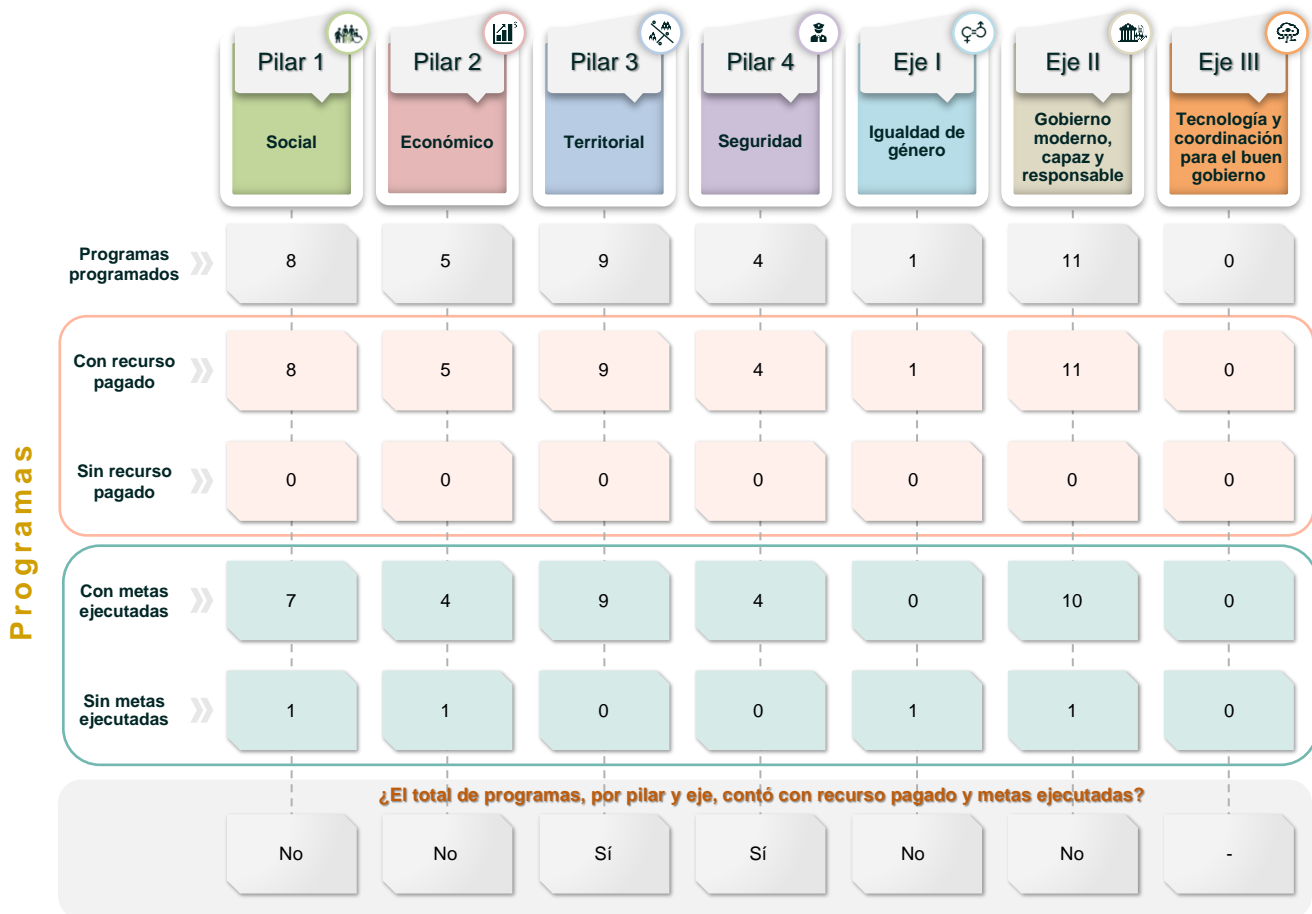 Pilar 1
Pilar 2
Pilar 3
Pilar 4
Eje I
Eje II
Eje III
Social
Económico
Territorial
Seguridad
Igualdad de
género
Gobierno
moderno,
capaz y
responsable
Tecnología y
coordinación
para el buen
gobierno
Programas
Programas
programados
8 5 9 4 1 11 0
Con recurso
pagado
8 5 9 4 1 11 0
Sin recurso
pagado
0 0 0 0 0 0 0
Con metas
ejecutadas
7 4 9 4 0 10 0
Sin metas
ejecutadas
1 1 0 0 1 1 0
¿El total de programas, por pilar y eje, contó con recurso pagado y metas ejecutadas?
No No Sí Sí No No -